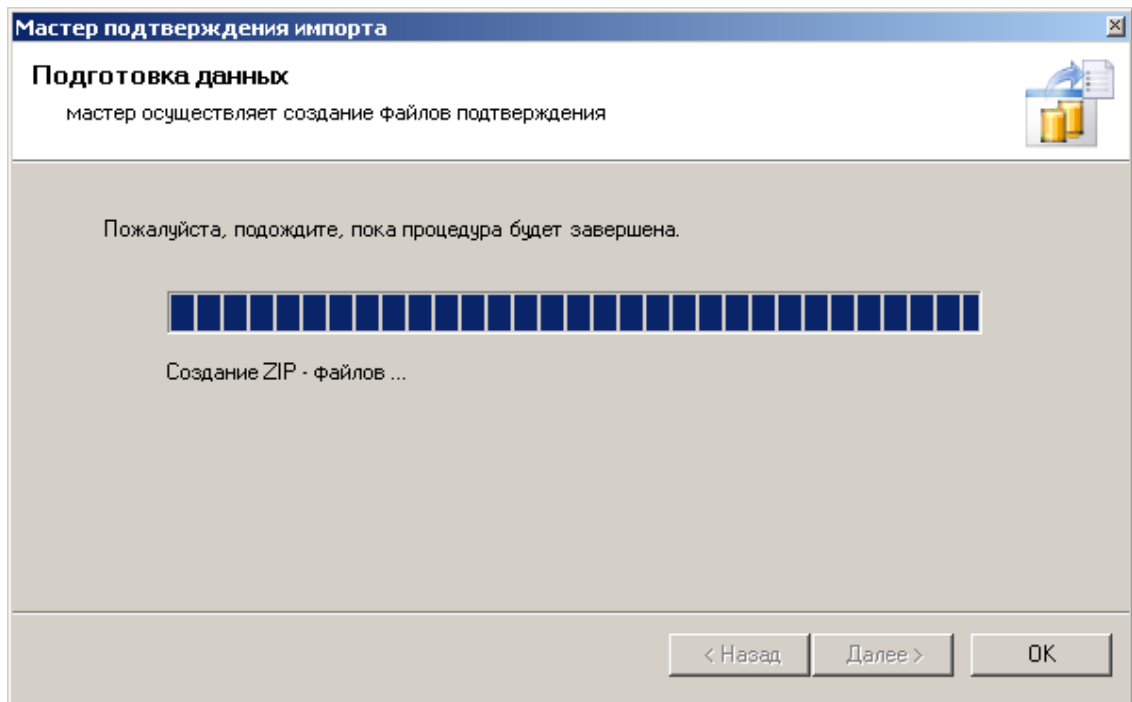 Мастер подтверждения импорта
Подготовка данных
мастер осуществляет создание файлов подтверждения
Пожалуйста, подождите, пока процедура будет завершена.
Создание ZIP - файлов ...
< Назад
Далее >
OK